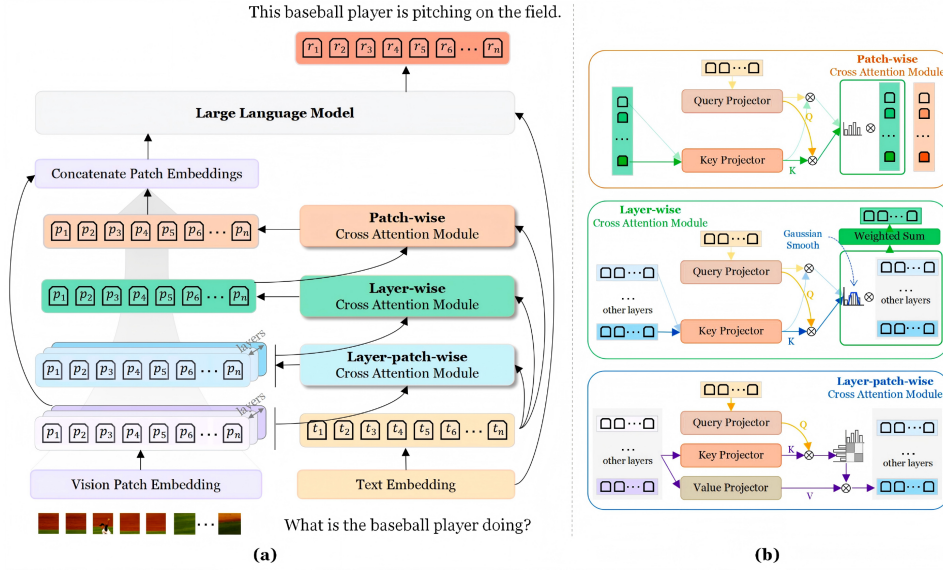 This baseball player is pitching on the field.
r1 r2 r3 r4 r5 r6 ··· rn
Large Language Model
Concatenate Patch Embeddings
p1 p2 p3 p4 p5 p6 ··· pn
Patch-wise
Cross Attention Module
p1 p2 p3 p4 p5 p6 ··· pn
Layer-wise
Cross Attention Module
layers
p1 p2 p3 p4 p5 p6 ··· pn
Layer-patch-wise
Cross Attention Module
layers
p1 p2 p3 p4 p5 p6 ··· pn
t1 t2 t3 t4 t5 t6 ··· tn
Vision Patch Embedding
Text Embedding
···
What is the baseball player doing?
(a)
Patch-wise
Cross Attention Module
···
Query Projector
Q
···
Key Projector
K
Layer-wise
Cross Attention Module
···
Gaussian
Smooth
Weighted Sum
···
Query Projector
Q
···
···
other layers
···
···
other layers
Key Projector
K
···
···
Layer-patch-wise
Cross Attention Module
···
Query Projector
Q
···
···
other layers
Key Projector
K
···
···
other layers
Value Projector
V
···
···
(b)